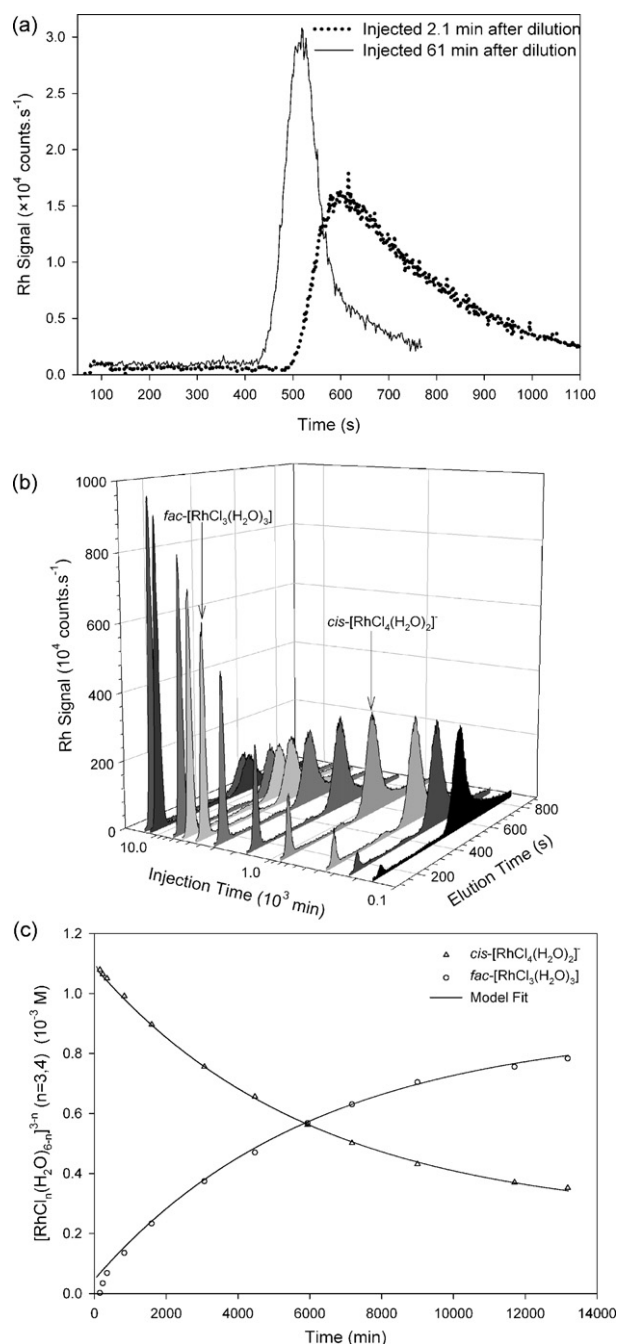 (a)
Injected 2.1 min after dilution
Injected 61 min after dilution
3.0
2.5
2.0
1.5
1.0
0.5
0.0
Rh Signal (×10⁴ counts.s⁻¹)
100 200 300 400 500 600 700 800 900 1000 1100
Time (s)
(b)
1000
800
600
400
200
0
Rh Signal (10⁴ counts.s⁻¹)
fac-[RhCl₃(H₂O)₃]
cis-[RhCl₄(H₂O)₂]⁻
10.0
1.0
0.1
Injection Time (10³ min)
200
400
600
800
Elution Time (s)
(c)
1.2
1.0
0.8
0.6
0.4
0.2
0.0
[RhClₙ(H₂O)₆₋ₙ]³⁻ⁿ (n=3,4) (10⁻³ M)
cis-[RhCl₄(H₂O)₂]⁻
fac-[RhCl₃(H₂O)₃]
Model Fit
0 2000 4000 6000 8000 10000 12000 14000
Time (min)